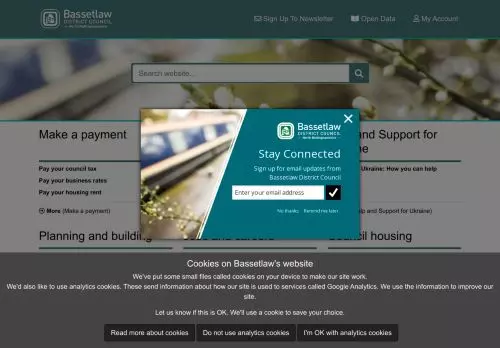 Bassetlaw
DISTRICT COUNCIL
North Nottinghamshire
Sign Up To Newsletter
Open Data
My Account
Search website...
Make a payment
Pay your council tax
Pay your business rates
Pay your housing rent
More (Make a payment)
and Support for
Ukraine: How you can help
elp and Support for Ukraine)
Bassetlaw
DISTRICT COUNCIL
North Nottinghamshire
Stay Connected
Sign up for email updates from
Bassetlaw District Council
Enter your email address
No thanks
Remind me later
Planning and building
Council housing
Cookies on Bassetlaw's website
We've put some small files called cookies on your device to make our site work.
We'd also like to use analytics cookies. These send information about how our site is used to services called Google Analytics. We use the information to improve our
site.
Let us know if this is OK. We'll use a cookie to save your choice.
Read more about cookies
Do not use analytics cookies
I'm OK with analytics cookies